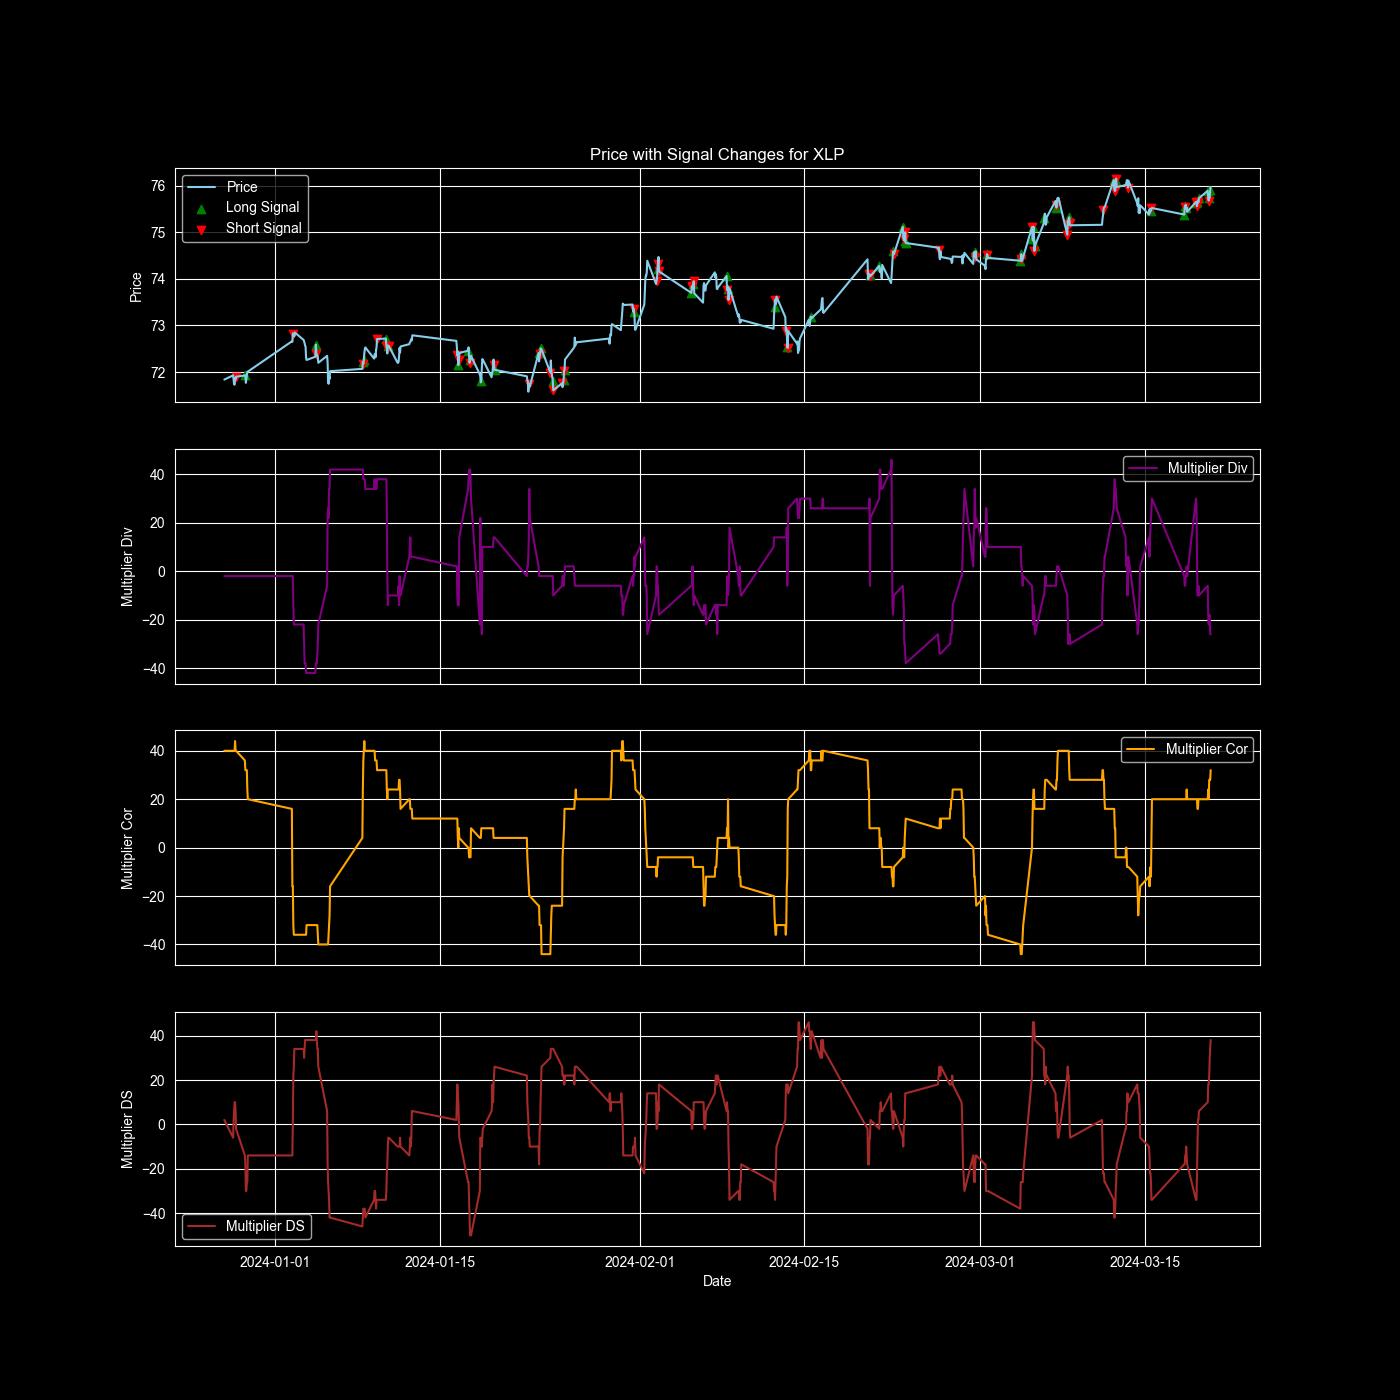 Price with Signal Changes for XLP
Price
Long Signal
Short Signal
76
75
74
73
72
Price
Multiplier Div
40
20
0
−20
−40
Multiplier Div
Multiplier Cor
40
20
0
−20
−40
Multiplier Cor
40
20
0
−20
−40
Multiplier DS
Multiplier DS
2024-01-01 2024-01-15 2024-02-01 2024-02-15 2024-03-01 2024-03-15
Date